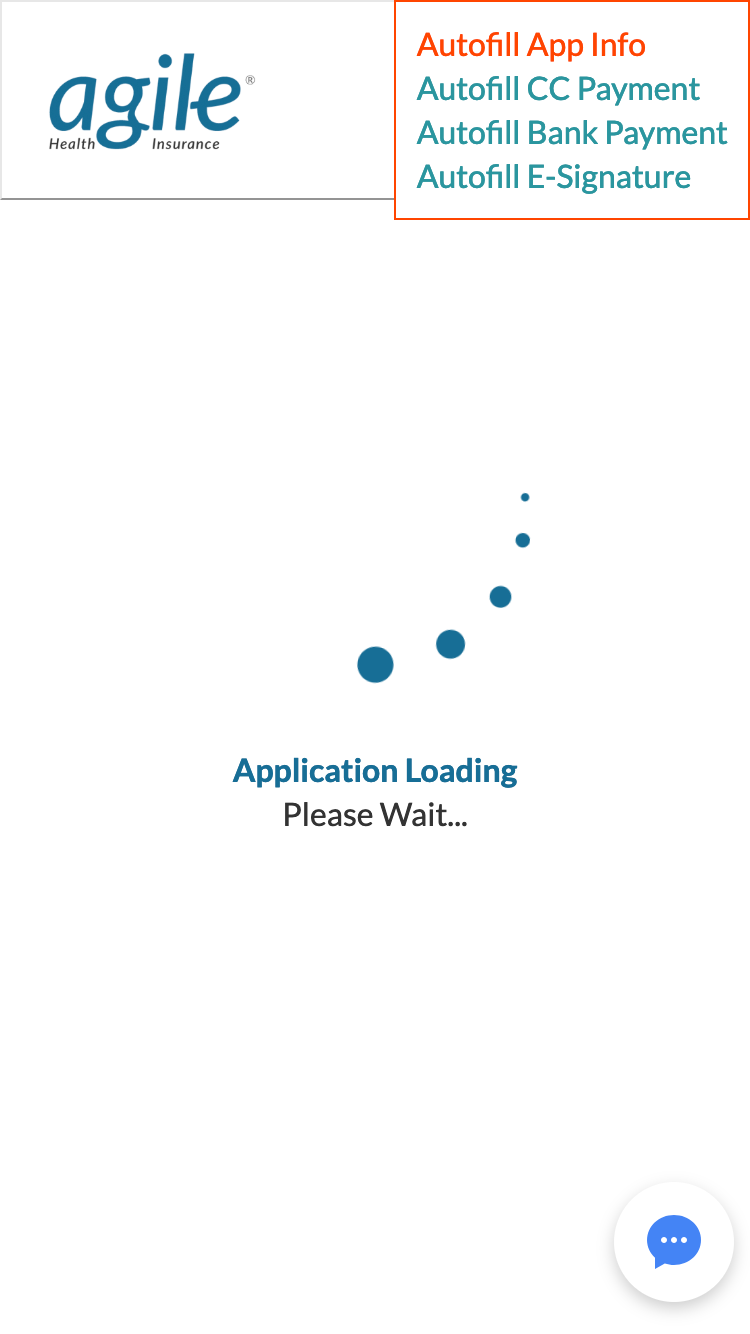 agile®
Health Insurance
Autofill App Info
Autofill CC Payment
Autofill Bank Payment
Autofill E-Signature
Application Loading
Please Wait...